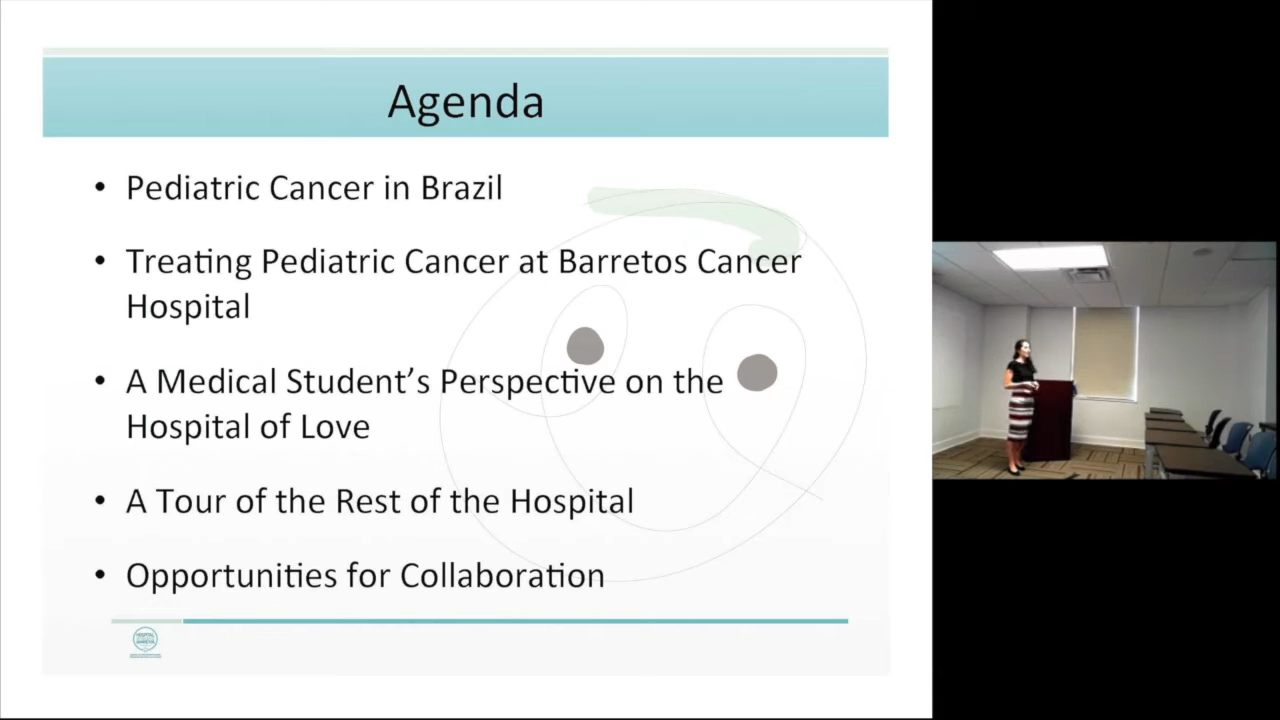 Agenda
• Pediatric Cancer in Brazil
• Treating Pediatric Cancer at Barretos Cancer
Hospital
• A Medical Student’s Perspective on the
Hospital of Love
• A Tour of the Rest of the Hospital
• Opportunities for Collaboration
HOSPITAL